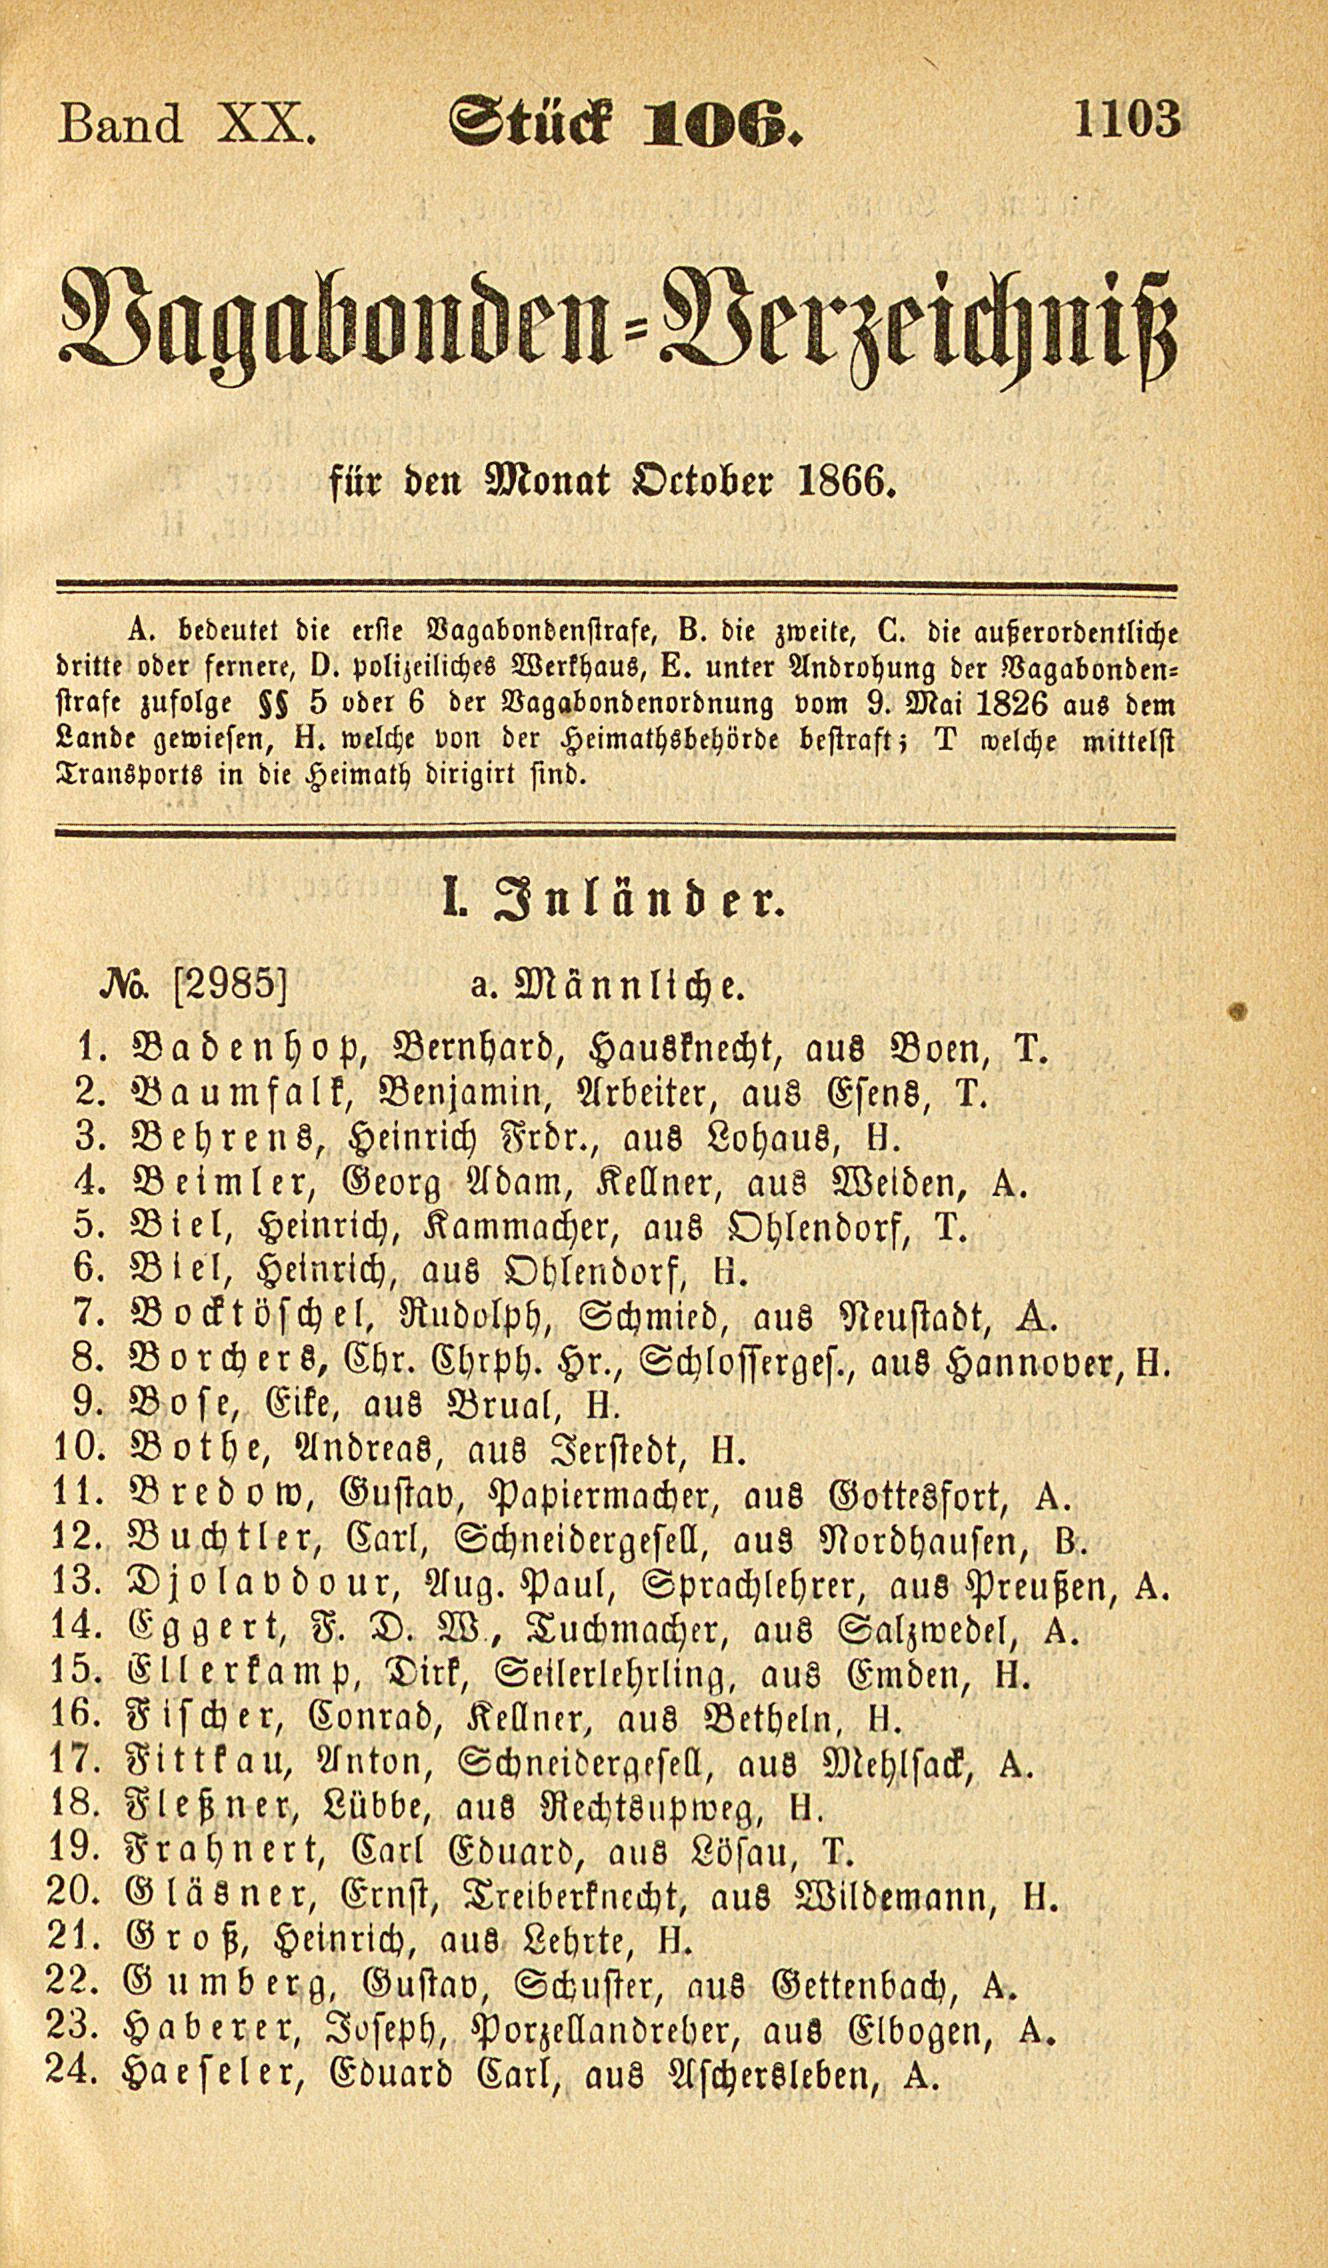 Band XX. Stück 106. 1103
Vagabonden-Verzeichniß
für den Monat October 1866.
A. bedeutet die erste Vagabondenstrafe, B. die zweite, C. die außerordentliche
dritte oder fernere, D. polizeiliches Werkhaus, E. unter Androhung der Vagabonden-
strafe zufolge §§ 5 oder 6 der Vagabondenordnung vom 9. Mai 1826 aus dem
Lande gewiesen, H. welche von der Heimathsbehörde bestraft; T welche mittelst
Transports in die Heimath dirigirt sind.
I. Inländer.
No. [2985] a. Männliche.
1. Badenhop, Bernhard, Hausknecht, aus Boen, T.
2. Baumfalk, Benjamin, Arbeiter, aus Esens, T.
3. Behrens, Heinrich Frdr., aus Lohaus, H.
4. Beimler, Georg Adam, Kellner, aus Weiden, A.
5. Biel, Heinrich, Kammacher, aus Ohlendorf, T.
6. Biel, Heinrich, aus Ohlendorf, H.
7. Bocktöschel, Rudolph, Schmied, aus Neustadt, A.
8. Borchers, Chr. Chrph. Hr., Schlosserges., aus Hannover, H.
9. Bose, Eike, aus Brual, H.
10. Bothe, Andreas, aus Jerstedt, H.
11. Bredow, Gustav, Papiermacher, aus Gottesfort, A.
12. Buchtler, Carl, Schneidergesell, aus Nordhausen, B.
13. Djolavdour, Aug. Paul, Sprachlehrer, aus Preußen, A.
14. Eggert, F. D. W., Tuchmacher, aus Salzwedel, A.
15. Ellerkamp, Dirk, Seilerlehrling, aus Emden, H.
16. Fischer, Conrad, Kellner, aus Betheln, H.
17. Fittkau, Anton, Schneidergesell, aus Mehlsack, A.
18. Fleßner, Lübbe, aus Rechtsupweg, H.
19. Frahnert, Carl Eduard, aus Lösau, T.
20. Gläsner, Ernst, Treiberknecht, aus Wildemann, H.
21. Groß, Heinrich, aus Lehrte, H.
22. Gumberg, Gustav, Schuster, aus Gettenbach, A.
23. Haberer, Joseph, Porzellandreher, aus Elbogen, A.
24. Haeseler, Eduard Carl, aus Aschersleben, A.